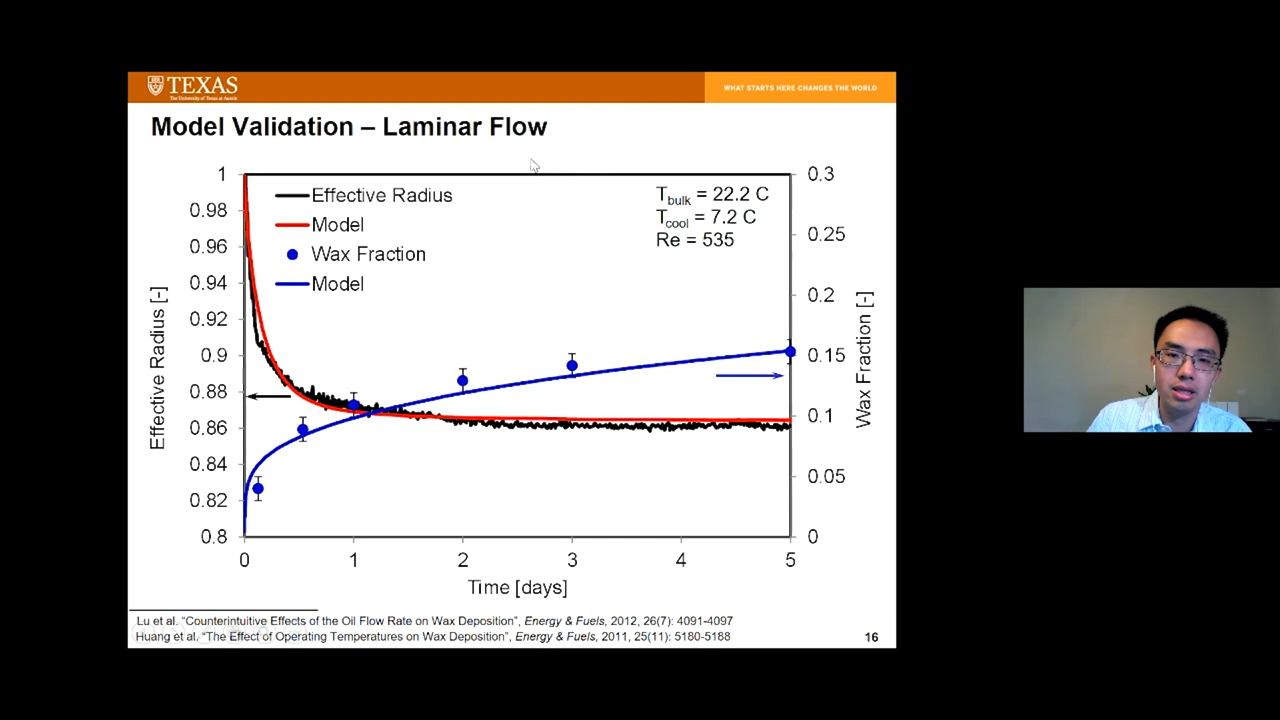 TEXAS
The University of Texas at Austin
WHAT STARTS HERE CHANGES THE WORLD
Model Validation – Laminar Flow
Effective Radius
Model
Wax Fraction
Model
T_bulk = 22.2 C
T_cool = 7.2 C
Re = 535
Effective Radius [-]
1
0.98
0.96
0.94
0.92
0.9
0.88
0.86
0.84
0.82
0.8
0.3
0.25
0.2
0.15
0.1
0.05
0
Wax Fraction [-]
0 1 2 3 4 5
Time [days]
Lu et al. “Counterintuitive Effects of the Oil Flow Rate on Wax Deposition”, Energy & Fuels, 2012, 26(7): 4091-4097
Huang et al. “The Effect of Operating Temperatures on Wax Deposition”, Energy & Fuels, 2011, 25(11): 5180-5188
16